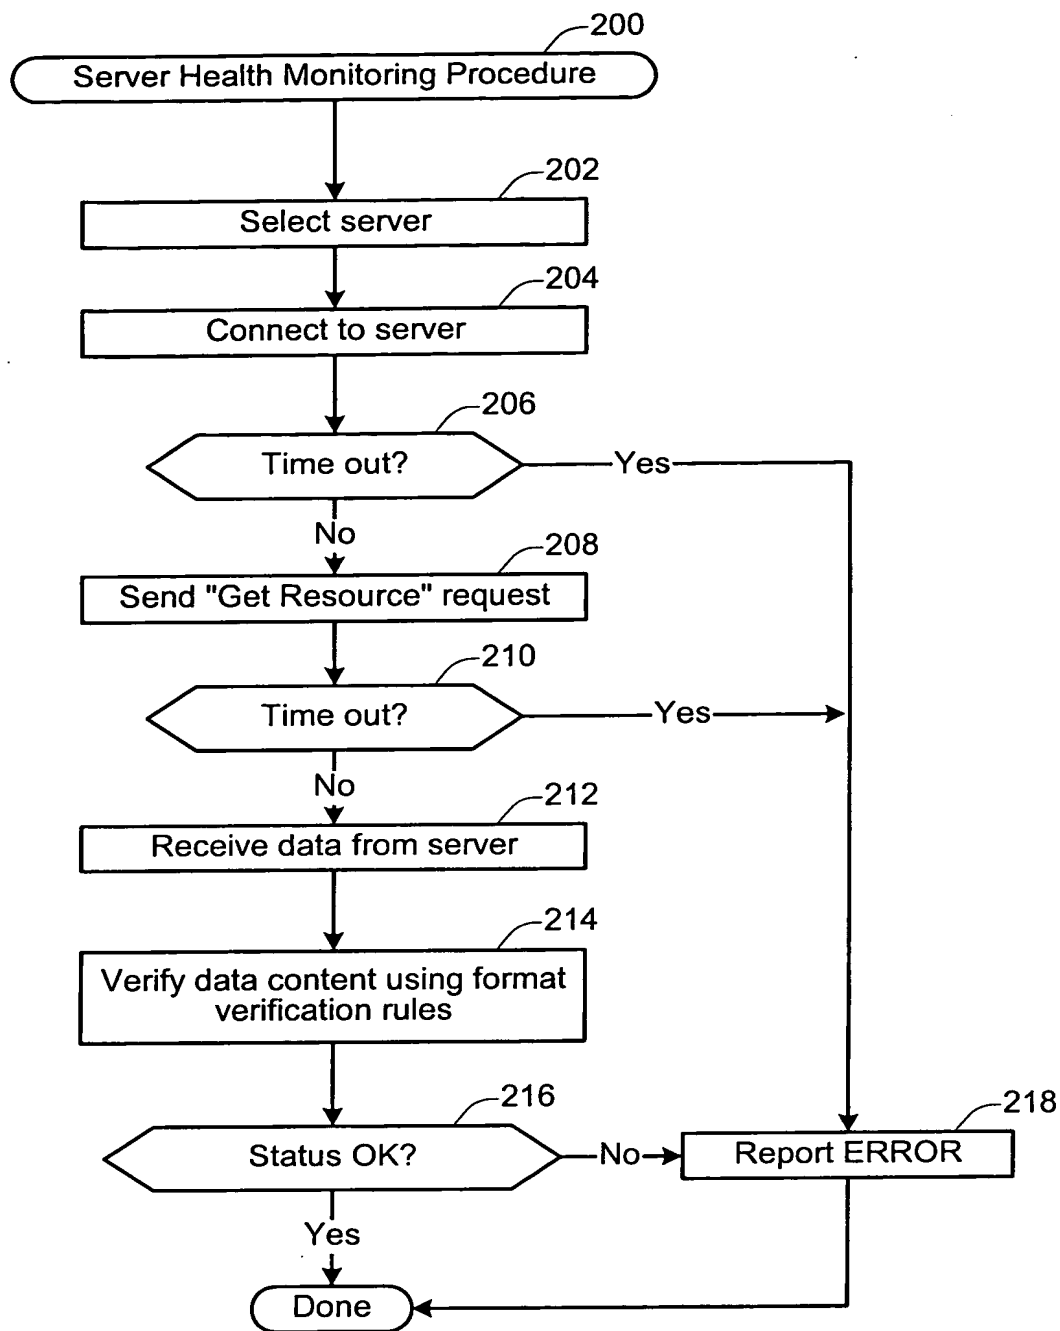 200
Server Health Monitoring Procedure
202
Select server
204
Connect to server
206
Time out?
Yes
No
208
Send "Get Resource" request
210
Time out?
Yes
No
212
Receive data from server
214
Verify data content using format
verification rules
216
Status OK?
No
218
Report ERROR
Yes
Done